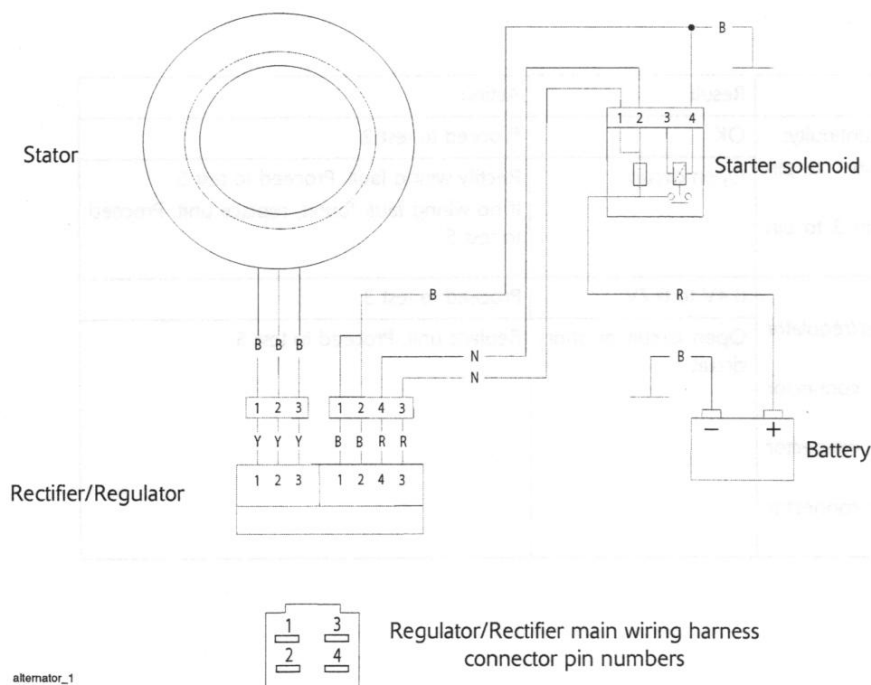 B
1 2 3 4
Stator
Starter solenoid
B
R
B B B
N
B
N
1 2 3 1 2 4 3
Y Y Y B B R R
− +
Battery
1 2 3 1 2 4 3
Rectifier/Regulator
1 3
2 4
Regulator/Rectifier main wiring harness
connector pin numbers
alternator_1